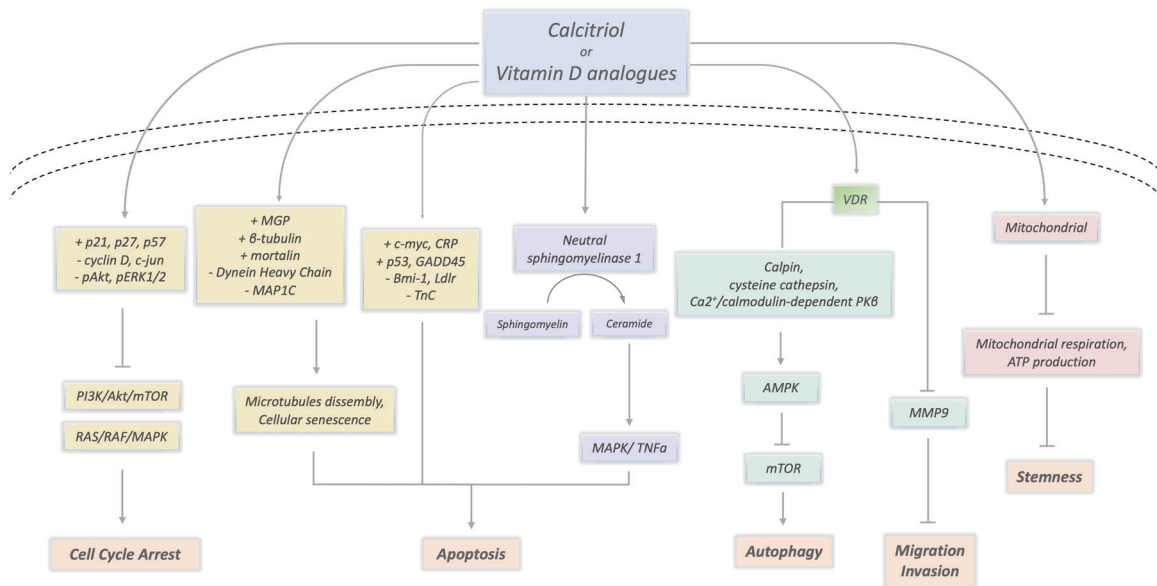 Calcitriol
or
Vitamin D analogues
+ p21, p27, p57
- cyclin D, c-jun
- pAkt, pERK1/2
PI3K/Akt/mTOR
RAS/RAF/MAPK
Cell Cycle Arrest
+ MGP
+ β-tubulin
+ mortalin
- Dynein Heavy Chain
- MAP1C
Microtubules dissembly,
Cellular senescence
+ c-myc, CRP
+ p53, GADD45
- Bmi-1, Ldlr
- TnC
Neutral
sphingomyelinase 1
Sphingomyelin
Ceramide
MAPK/ TNFa
Apoptosis
VDR
Calpin,
cysteine cathepsin,
Ca2⁺/calmodulin-dependent PKβ
AMPK
mTOR
Autophagy
MMP9
Migration
Invasion
Mitochondrial
Mitochondrial respiration,
ATP production
Stemness